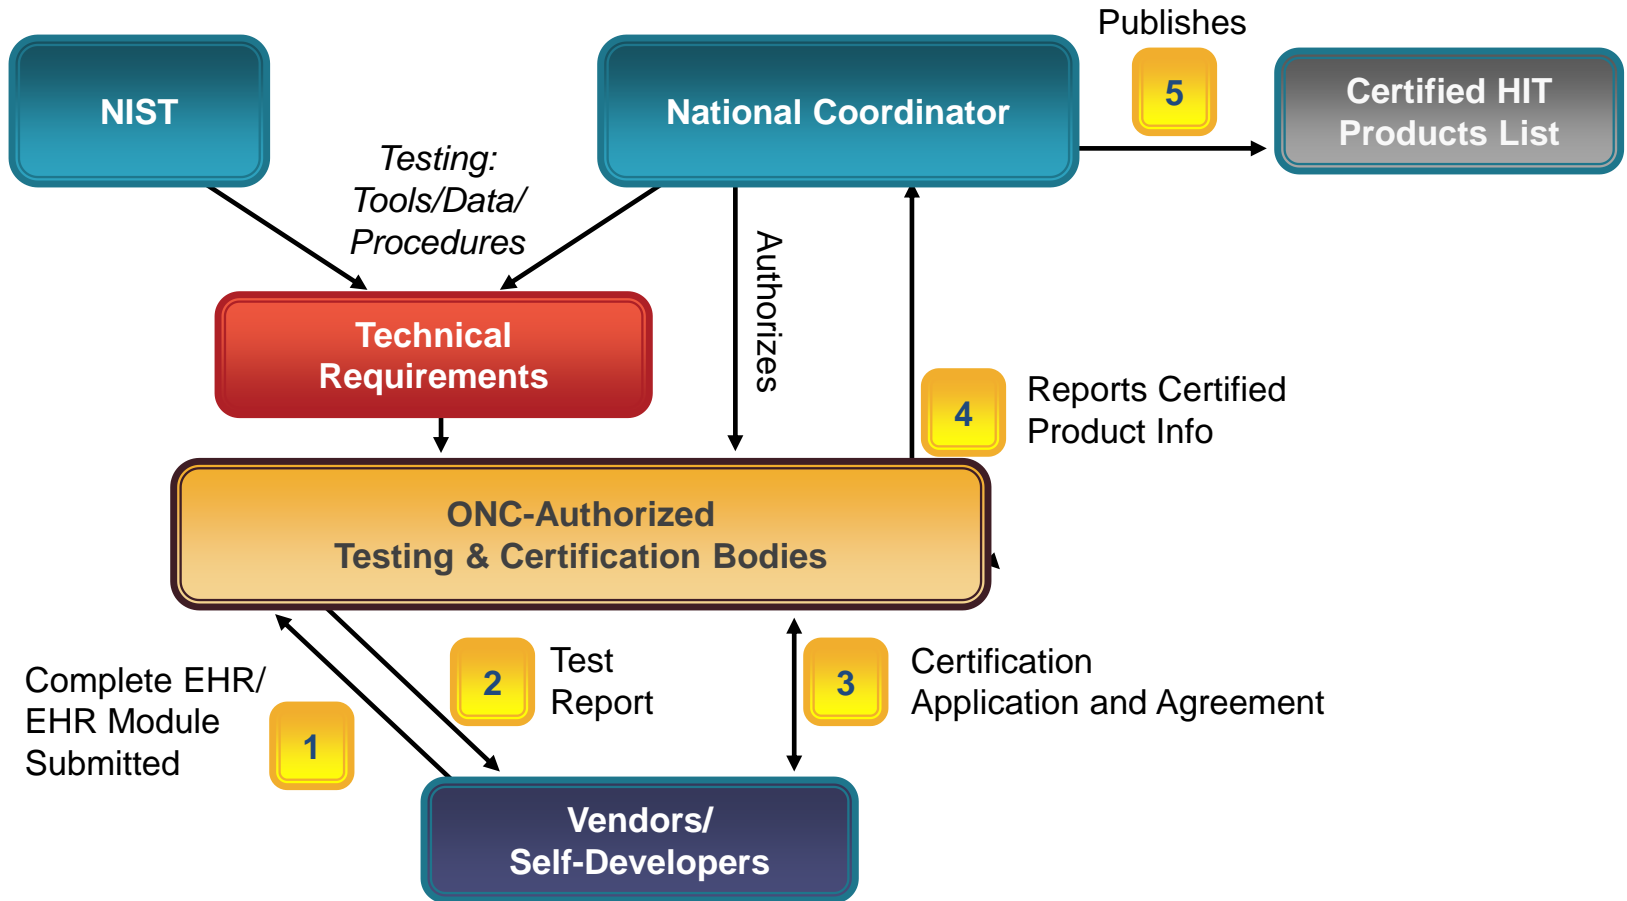 Publishes
NIST
National Coordinator
5
Certified HIT
Products List
Testing:
Tools/Data/
Procedures
Authorizes
Technical
Requirements
4
Reports Certified
Product Info
ONC-Authorized
Testing & Certification Bodies
Complete EHR/
EHR Module
Submitted
1
2
Test
Report
3
Certification
Application and Agreement
Vendors/
Self-Developers